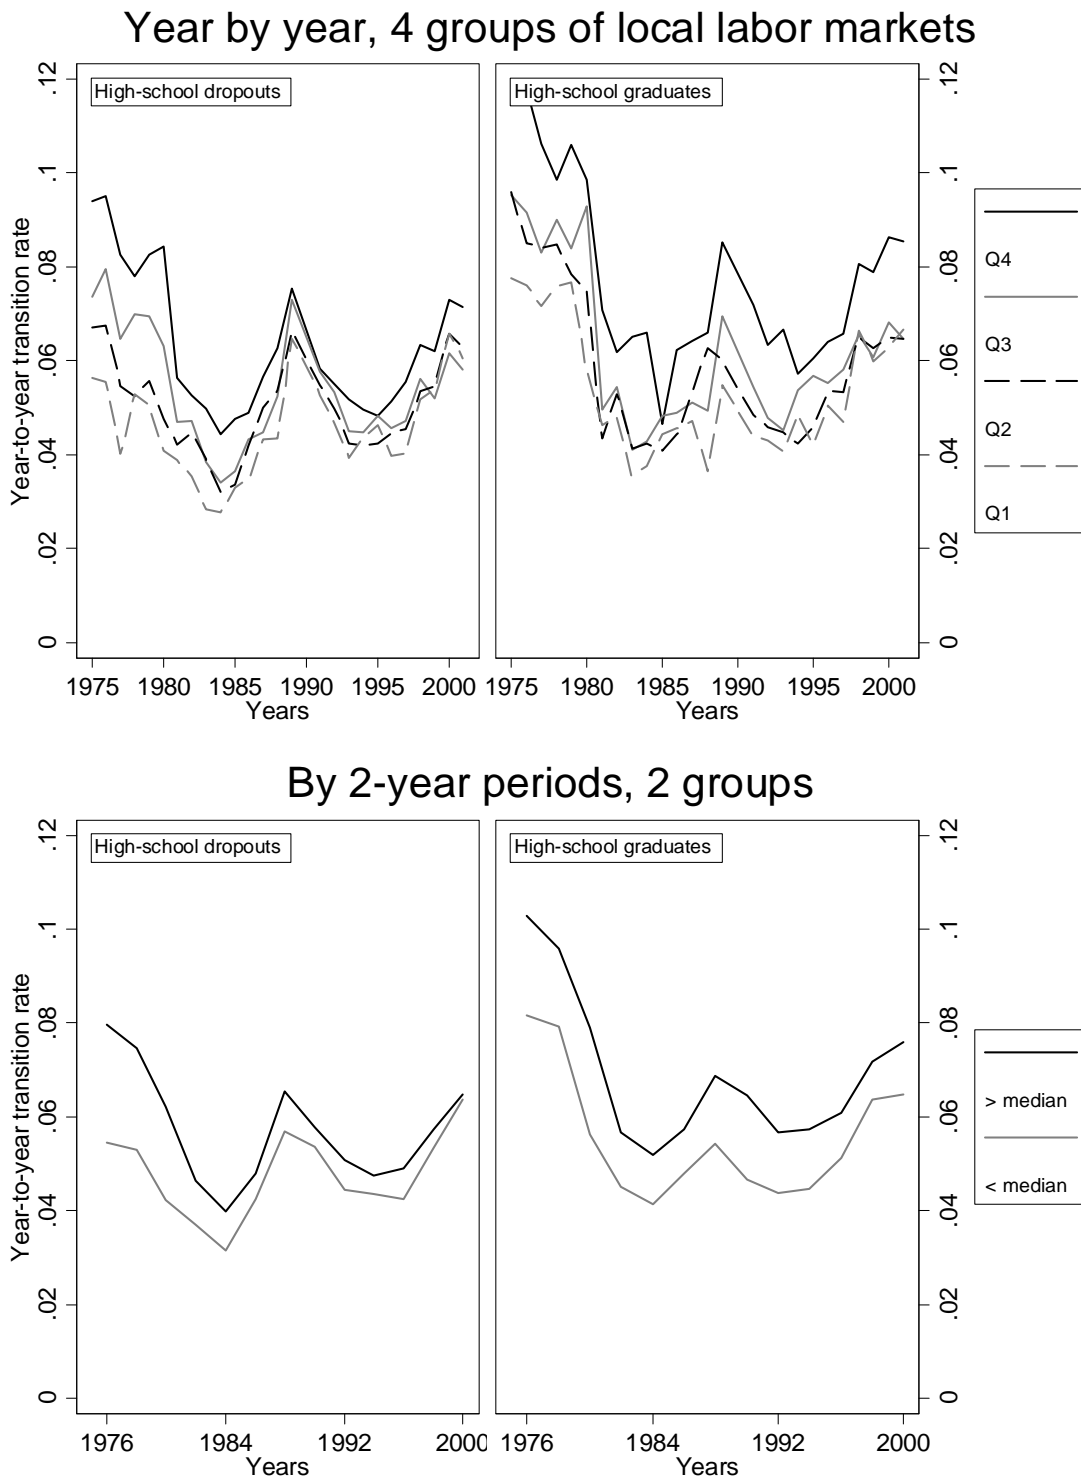 Year by year, 4 groups of local labor markets
High-school dropouts
High-school graduates
Year-to-year transition rate
0 .02 .04 .06 .08 .1 .12
0 .02 .04 .06 .08 .1 .12
Q4
Q3
Q2
Q1
1975 1980 1985 1990 1995 2000
1975 1980 1985 1990 1995 2000
Years
Years
By 2-year periods, 2 groups
High-school dropouts
High-school graduates
Year-to-year transition rate
0 .02 .04 .06 .08 .1 .12
0 .02 .04 .06 .08 .1 .12
> median
< median
1976 1984 1992 2000
1976 1984 1992 2000
Years
Years